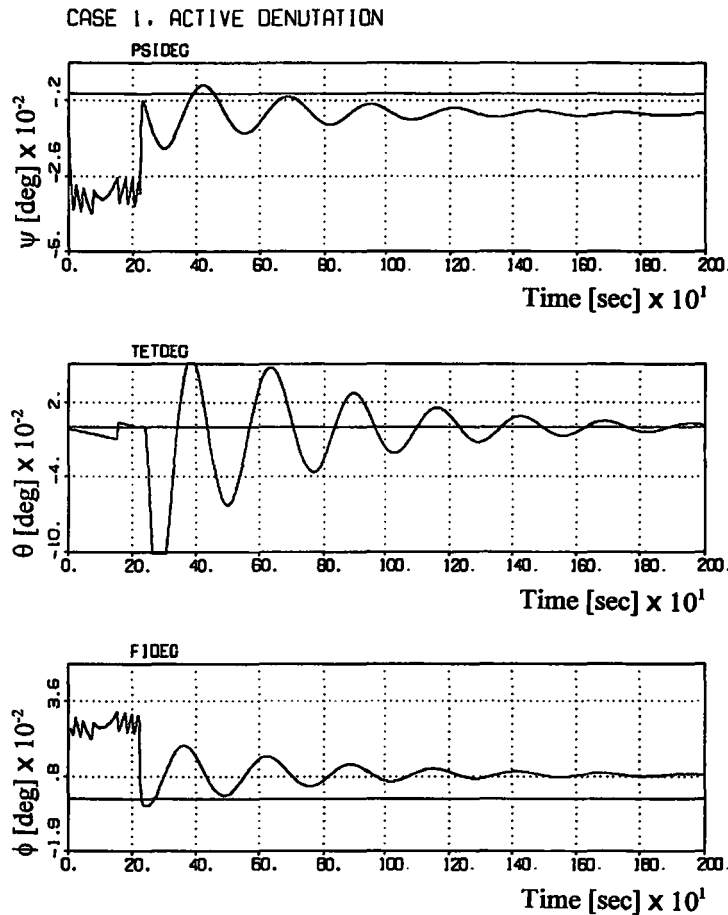 CASE 1. ACTIVE DENUTATION
PSIDEG
ψ [deg] x 10⁻²
-.2
-2.6
-5.
0. 20. 40. 60. 80. 100. 120. 140. 160. 180. 200.
Time [sec] x 10¹
TETDEG
θ [deg] x 10⁻²
2.
-4.
-10.
0. 20. 40. 60. 80. 100. 120. 140. 160. 180. 200.
Time [sec] x 10¹
FIDEG
ϕ [deg] x 10⁻²
3.6
.8
-1.9
0. 20. 40. 60. 80. 100. 120. 140. 160. 180. 200.
Time [sec] x 10¹